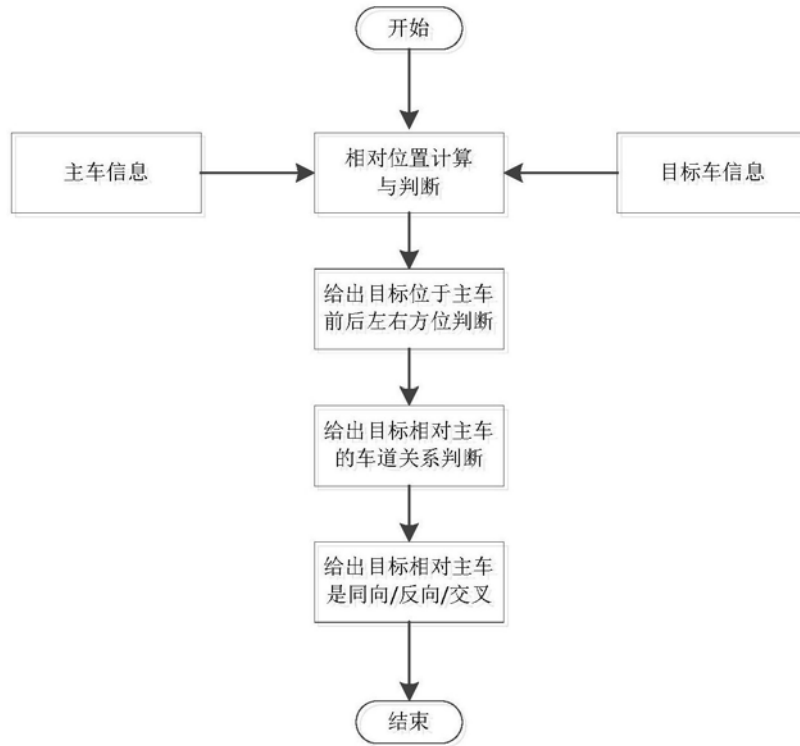 开始
主车信息
相对位置计算
与判断
目标车信息
给出目标位于主车
前后左右方位判断
给出目标相对主车
的车道关系判断
给出目标相对主车
是同向/反向/交叉
结束